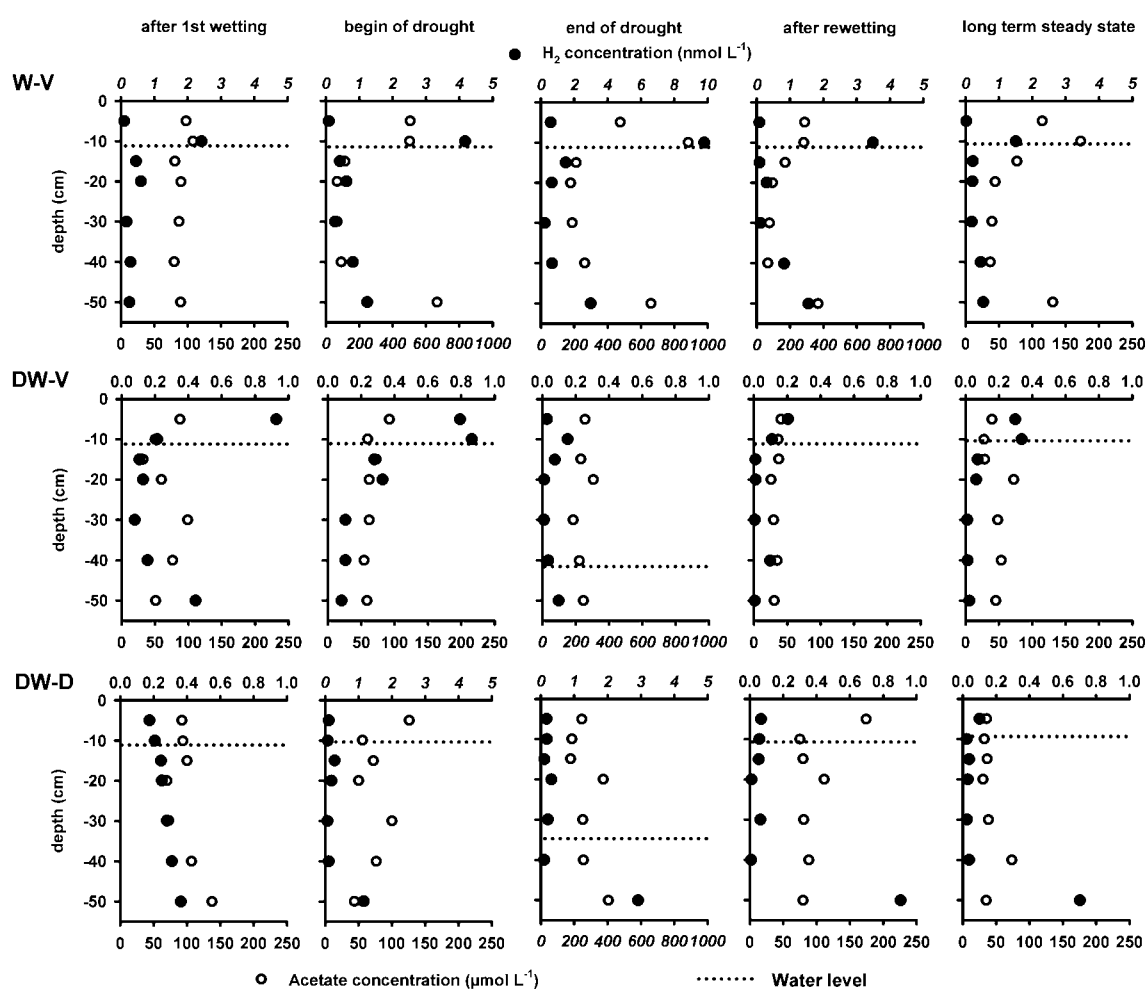 after 1st wetting begin of drought end of drought after rewetting long term steady state
● H₂ concentration (nmol L⁻¹)
W-V
0 1 2 3 4 5 0 1 2 3 4 5 0 2 4 6 8 10 0 1 2 3 4 5 0 1 2 3 4 5
0
-10
-20
depth (cm)
-30
-40
-50
0 50 100 150 200 250 0 200 400 600 800 1000 0 200 400 600 800 1000 0 200 400 600 800 1000 0 50 100 150 200 250
DW-V
0.0 0.2 0.4 0.6 0.8 1.0 0.0 0.2 0.4 0.6 0.8 1.0 0 1 2 3 4 5 0.0 0.2 0.4 0.6 0.8 1.0 0.0 0.2 0.4 0.6 0.8 1.0
0
-10
-20
depth (cm)
-30
-40
-50
0 50 100 150 200 250 0 50 100 150 200 250 0 200 400 600 800 1000 0 50 100 150 200 250 0 50 100 150 200 250
DW-D
0.0 0.2 0.4 0.6 0.8 1.0 0 1 2 3 4 5 0 1 2 3 4 5 0.0 0.2 0.4 0.6 0.8 1.0 0.0 0.2 0.4 0.6 0.8 1.0
0
-10
-20
depth (cm)
-30
-40
-50
0 50 100 150 200 250 0 50 100 150 200 250 0 200 400 600 800 1000 0 50 100 150 200 250 0 50 100 150 200 250
Acetate concentration (µmol L⁻¹) Water level